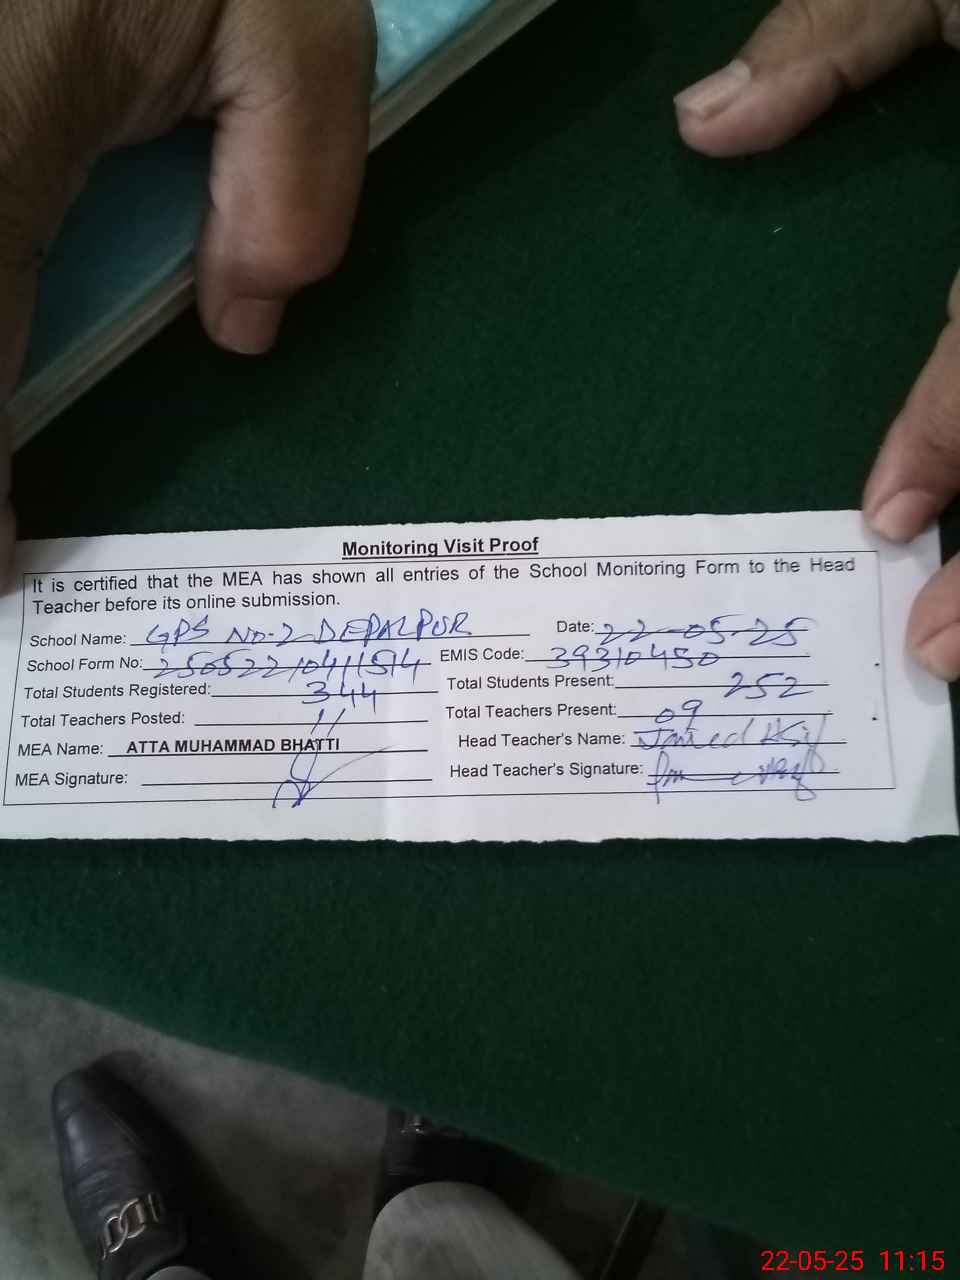 Monitoring Visit Proof
It is certified that the MEA has shown all entries of the School Monitoring Form to the Head
Teacher before its online submission.
School Name: GPS No-2 DEPALPUR Date: 22-05-25
School Form No: 250522104111514 EMIS Code: 39310450
Total Students Registered: 344 Total Students Present: 252
Total Teachers Posted: 11 Total Teachers Present: 09
MEA Name: ATTA MUHAMMAD BHATTI Head Teacher's Name:
MEA Signature: Head Teacher's Signature:
22-05-25 11:15